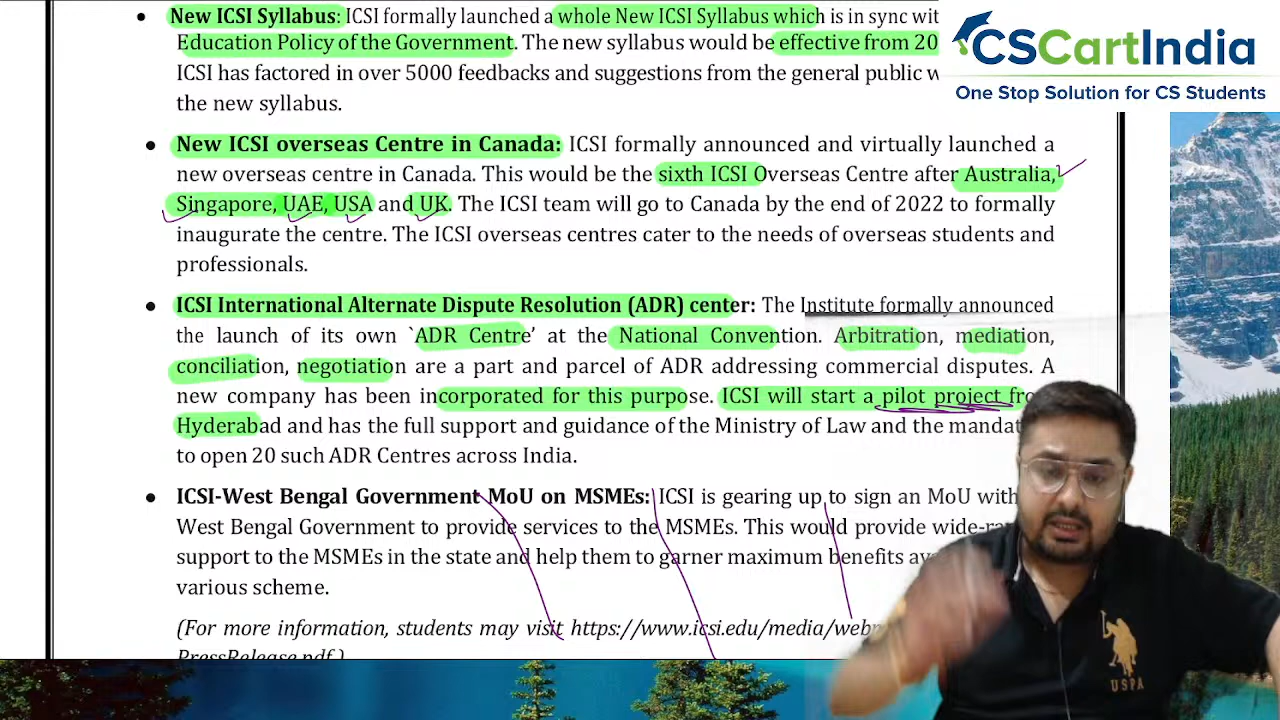 • New ICSI Syllabus: ICSI formally launched a whole New ICSI Syllabus which is in sync wit
Education Policy of the Government. The new syllabus would be effective from 20
ICSI has factored in over 5000 feedbacks and suggestions from the general public w
the new syllabus.
CSCartIndia
One Stop Solution for CS Students
• New ICSI overseas Centre in Canada: ICSI formally announced and virtually launched a
new overseas centre in Canada. This would be the sixth ICSI Overseas Centre after Australia,
Singapore, UAE, USA and UK. The ICSI team will go to Canada by the end of 2022 to formally
inaugurate the centre. The ICSI overseas centres cater to the needs of overseas students and
professionals.
• ICSI International Alternate Dispute Resolution (ADR) center: The Institute formally announced
the launch of its own `ADR Centre’ at the National Convention. Arbitration, mediation,
conciliation, negotiation are a part and parcel of ADR addressing commercial disputes. A
new company has been incorporated for this purpose. ICSI will start a pilot project fro
Hyderabad and has the full support and guidance of the Ministry of Law and the mandat
to open 20 such ADR Centres across India.
• ICSI-West Bengal Government MoU on MSMEs: ICSI is gearing up to sign an MoU with
West Bengal Government to provide services to the MSMEs. This would provide wide-ra
support to the MSMEs in the state and help them to garner maximum benefits av
various scheme.
(For more information, students may visit https://www.icsi.edu/media/webm
PressRelease.pdf.)
USPA